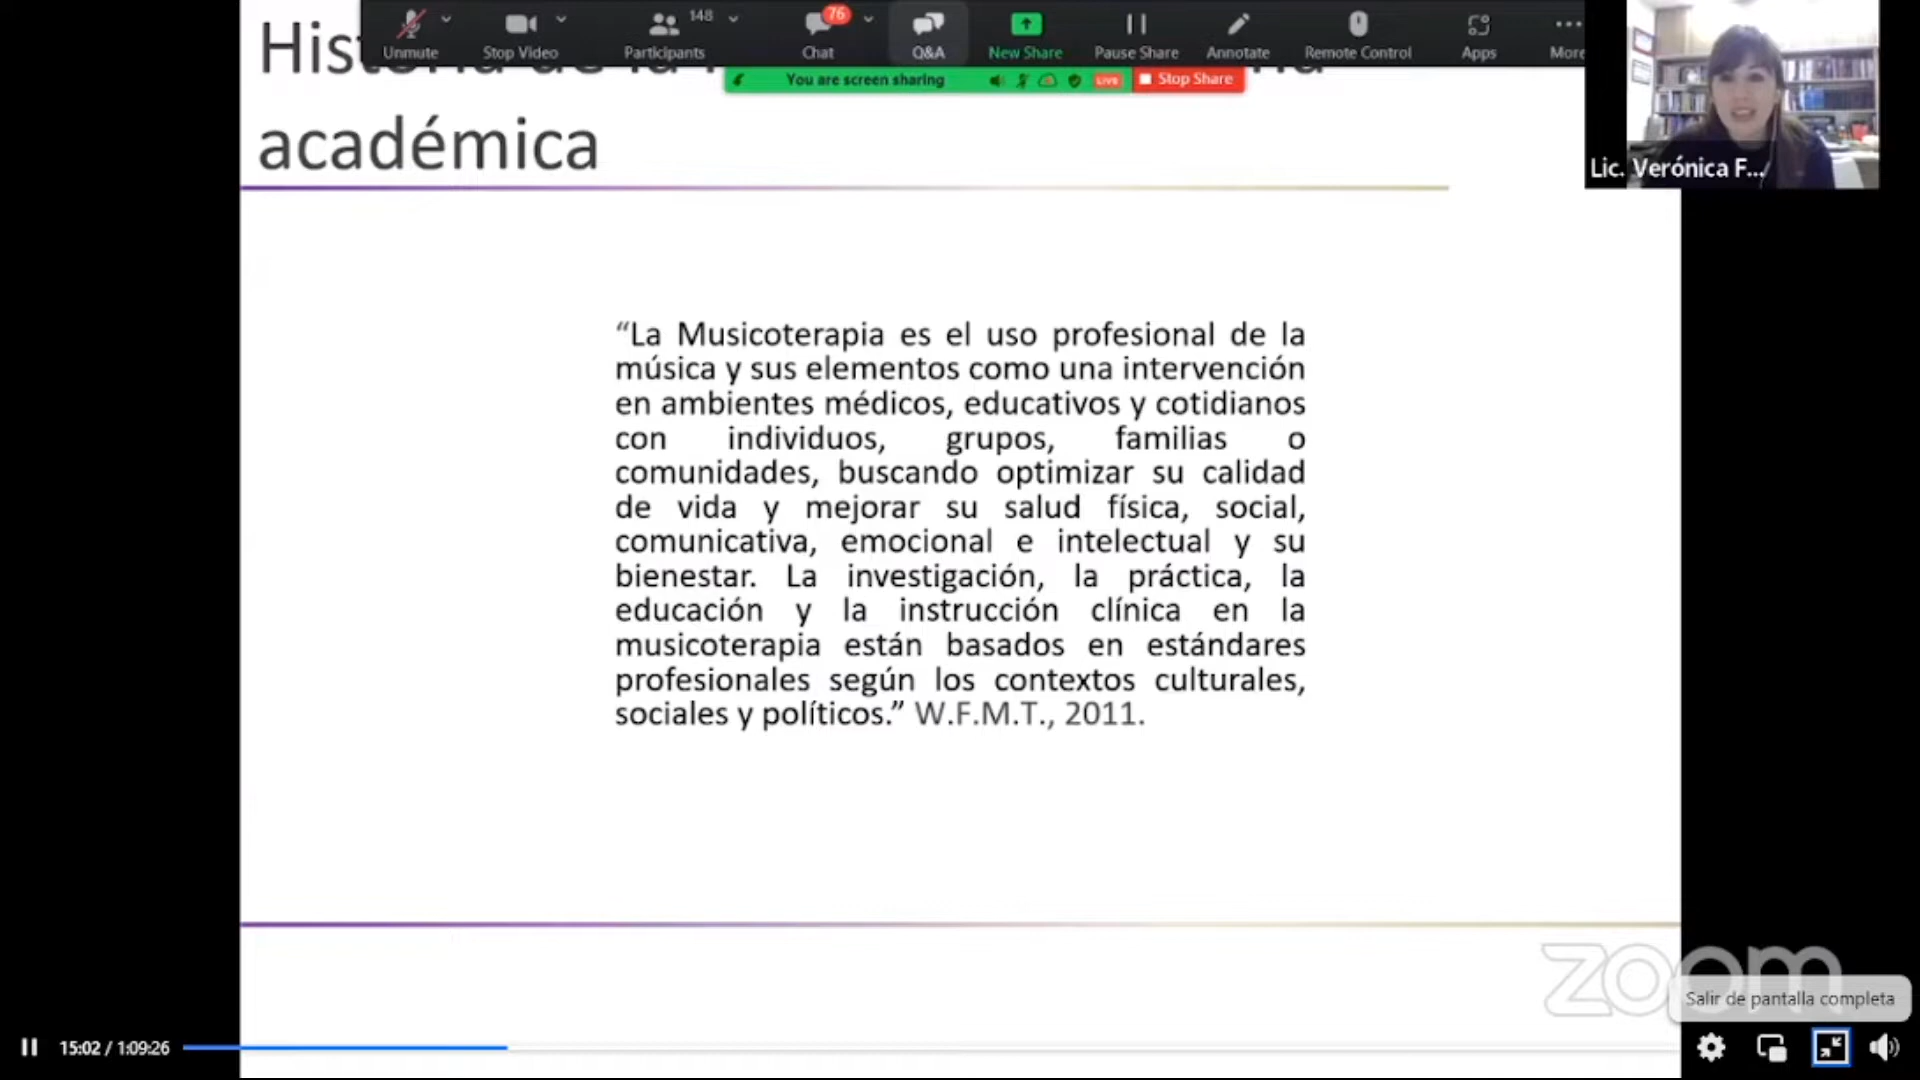 148
76
Unmute
Stop Video
Participants
Chat
Q&A
New Share
Pause Share
Annotate
Remote Control
Apps
More
You are screen sharing
LIVE
Stop Share
de la
académica
Lic. Verónica F...
“La Musicoterapia es el uso profesional de la
música y sus elementos como una intervención
en ambientes médicos, educativos y cotidianos
con individuos, grupos, familias o
comunidades, buscando optimizar su calidad
de vida y mejorar su salud física, social,
comunicativa, emocional e intelectual y su
bienestar. La investigación, la práctica, la
educación y la instrucción clínica en la
musicoterapia están basados en estándares
profesionales según los contextos culturales,
sociales y políticos.” W.F.M.T., 2011.
zoom
Salir de pantalla completa
15:02 / 1:09:26